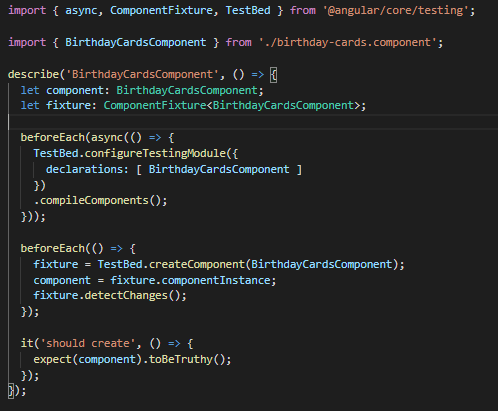 import { async, ComponentFixture, TestBed } from '@angular/core/testing';
import { BirthdayCardsComponent } from './birthday-cards.component';
describe('BirthdayCardsComponent', () => {
  let component: BirthdayCardsComponent;
  let fixture: ComponentFixture<BirthdayCardsComponent>;
  beforeEach(async(() => {
    TestBed.configureTestingModule({
      declarations: [ BirthdayCardsComponent ]
    })
    .compileComponents();
  }));
  beforeEach(() => {
    fixture = TestBed.createComponent(BirthdayCardsComponent);
    component = fixture.componentInstance;
    fixture.detectChanges();
  });
  it('should create', () => {
    expect(component).toBeTruthy();
  });
});